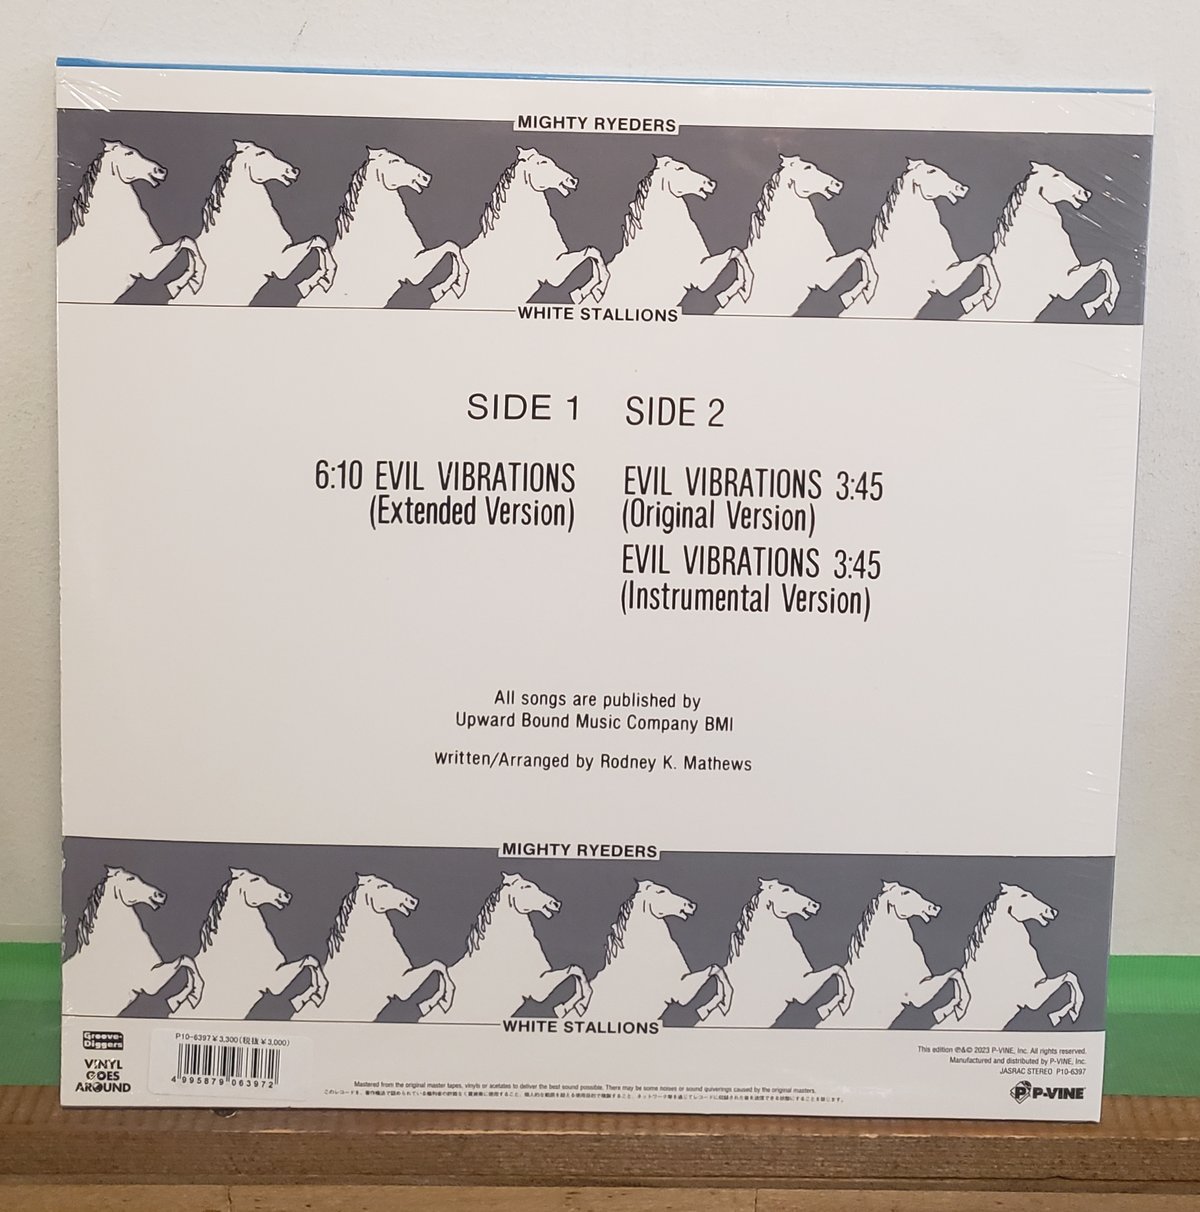 MIGHTY RYEDERS
WHITE STALLIONS
SIDE 1
6:10 EVIL VIBRATIONS
(Extended Version)
SIDE 2
EVIL VIBRATIONS 3:45
(Original Version)
EVIL VIBRATIONS 3:45
(Instrumental Version)
All songs are published by
Upward Bound Music Company BMI
Written/Arranged by Rodney K. Mathews
MIGHTY RYEDERS
WHITE STALLIONS
Groove-
Diggers
VINYL
GOES
AROUND
P10-6397¥3,300(税抜¥3,000)
4 995879 063972
Mastered from the original master tapes, vinyls or acetates to deliver the best sound possible. There may be some noises or sound quiverings caused by the original masters.
This edition ℗&© 2023 P-VINE, Inc. All rights reserved.
Manufactured and distributed by P-VINE, Inc.
JASRAC STEREO P10-6397
P-VINE